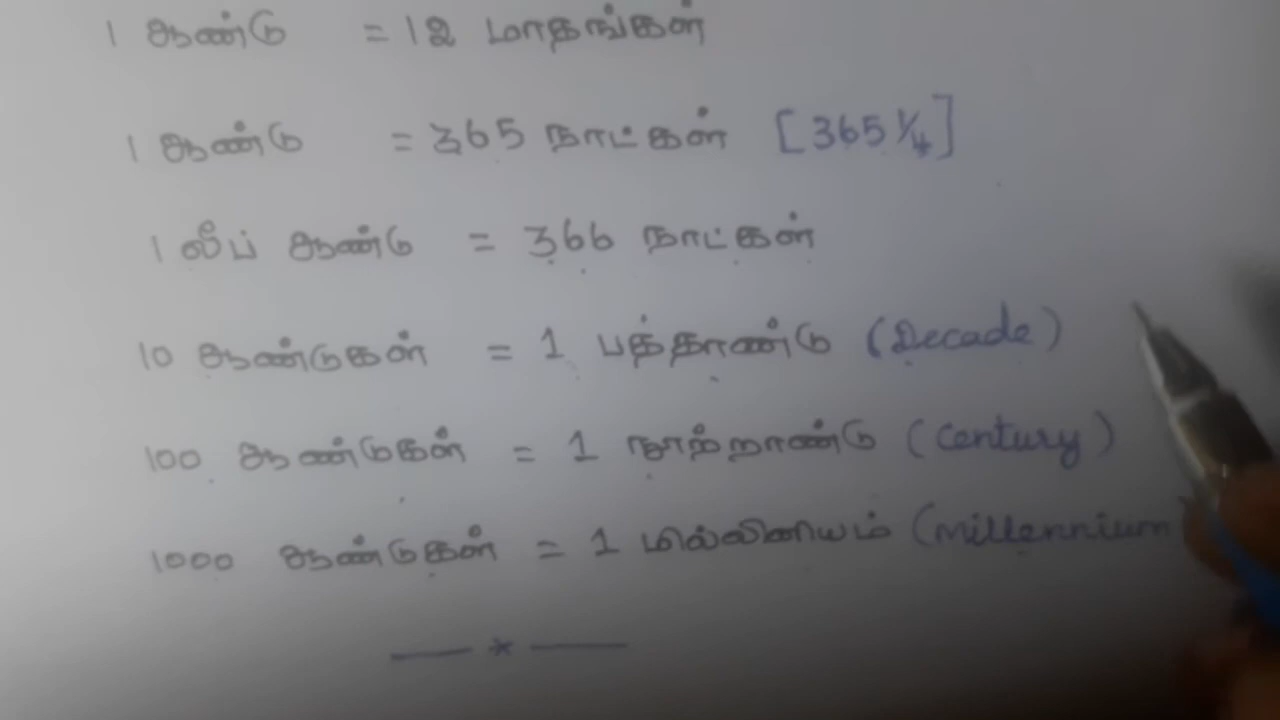 1 ஆண்டு = 12 மாதங்கள்
1 ஆண்டு = 365 நாட்கள் [365 1/4]
1 லீப் ஆண்டு = 366 நாட்கள்
10 ஆண்டுகள் = 1 பத்தாண்டு (Decade)
100 ஆண்டுகள் = 1 நூற்றாண்டு (Century)
1000 ஆண்டுகள் = 1 மில்லினியம் (Millennium